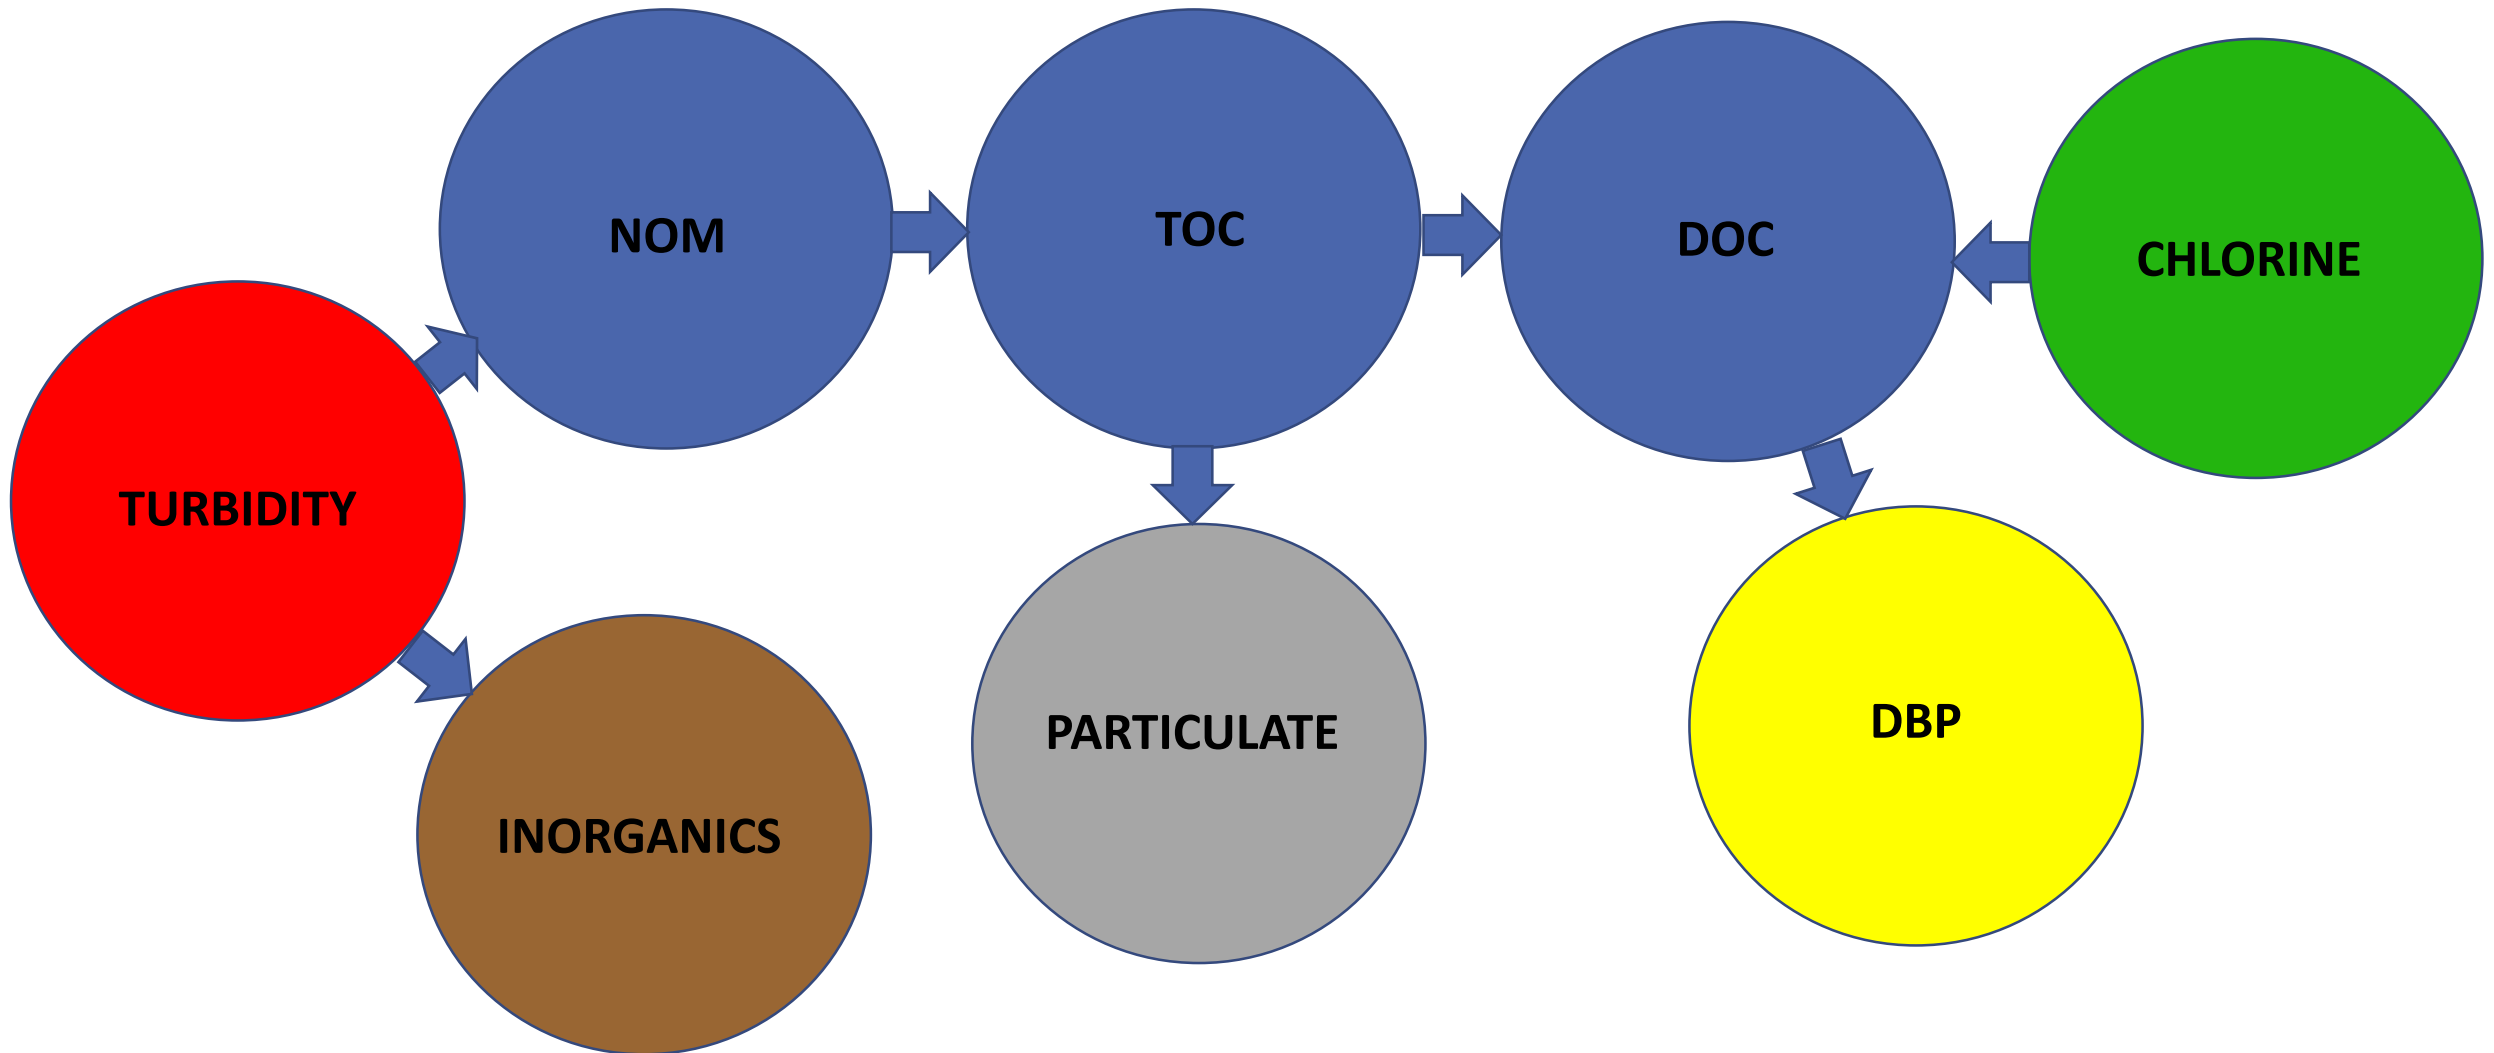 NOM
TOC
DOC
CHLORINE
TURBIDITY
INORGANICS
PARTICULATE
DBP